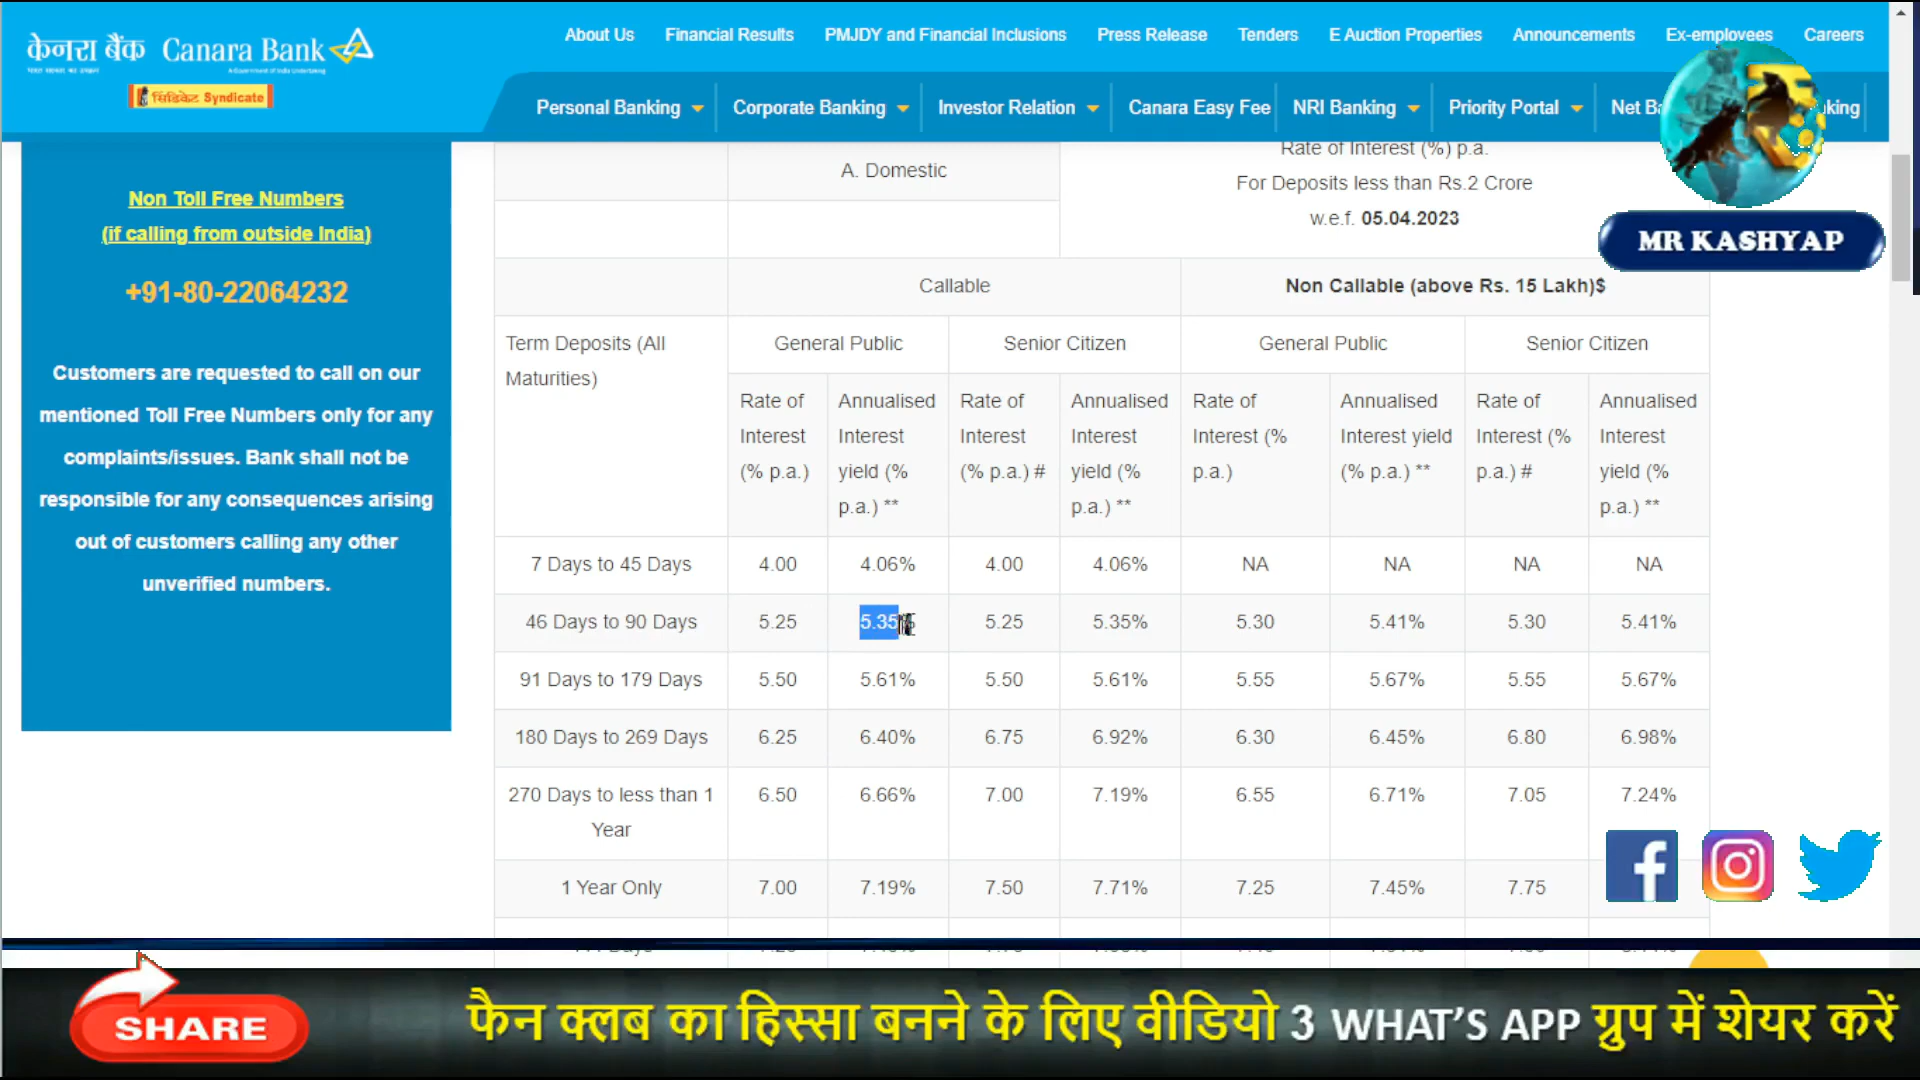 केनरा बैंक Canara Bank
सिंडिकेट Syndicate
About Us Financial Results PMJDY and Financial Inclusions Press Release Tenders E Auction Properties Announcements Ex-employees Careers
Personal Banking Corporate Banking Investor Relation Canara Easy Fee NRI Banking Priority Portal Net Ba king
Non Toll Free Numbers
(if calling from outside India)
+91-80-22064232
Customers are requested to call on our
mentioned Toll Free Numbers only for any
complaints/issues. Bank shall not be
responsible for any consequences arising
out of customers calling any other
unverified numbers.
A. Domestic
Rate of Interest (%) p.a.
For Deposits less than Rs.2 Crore
w.e.f. 05.04.2023
MR KASHYAP
Callable Non Callable (above Rs. 15 Lakh)$
Term Deposits (All
Maturities)
General Public Senior Citizen General Public Senior Citizen
Rate of Annualised Rate of Annualised Rate of Annualised Rate of Annualised
Interest Interest Interest Interest Interest (% Interest yield Interest (% Interest
(% p.a.) yield (% (% p.a.) # yield (% p.a.) (% p.a.) ** p.a.) # yield (%
p.a.) ** p.a.) ** p.a.) **
7 Days to 45 Days 4.00 4.06% 4.00 4.06% NA NA NA NA
46 Days to 90 Days 5.25 5.35% 5.25 5.35% 5.30 5.41% 5.30 5.41%
91 Days to 179 Days 5.50 5.61% 5.50 5.61% 5.55 5.67% 5.55 5.67%
180 Days to 269 Days 6.25 6.40% 6.75 6.92% 6.30 6.45% 6.80 6.98%
270 Days to less than 1 6.50 6.66% 7.00 7.19% 6.55 6.71% 7.05 7.24%
Year
1 Year Only 7.00 7.19% 7.50 7.71% 7.25 7.45% 7.75
SHARE
फैन क्लब का हिस्सा बनने के लिए वीडियो 3 WHAT'S APP ग्रुप में शेयर करें